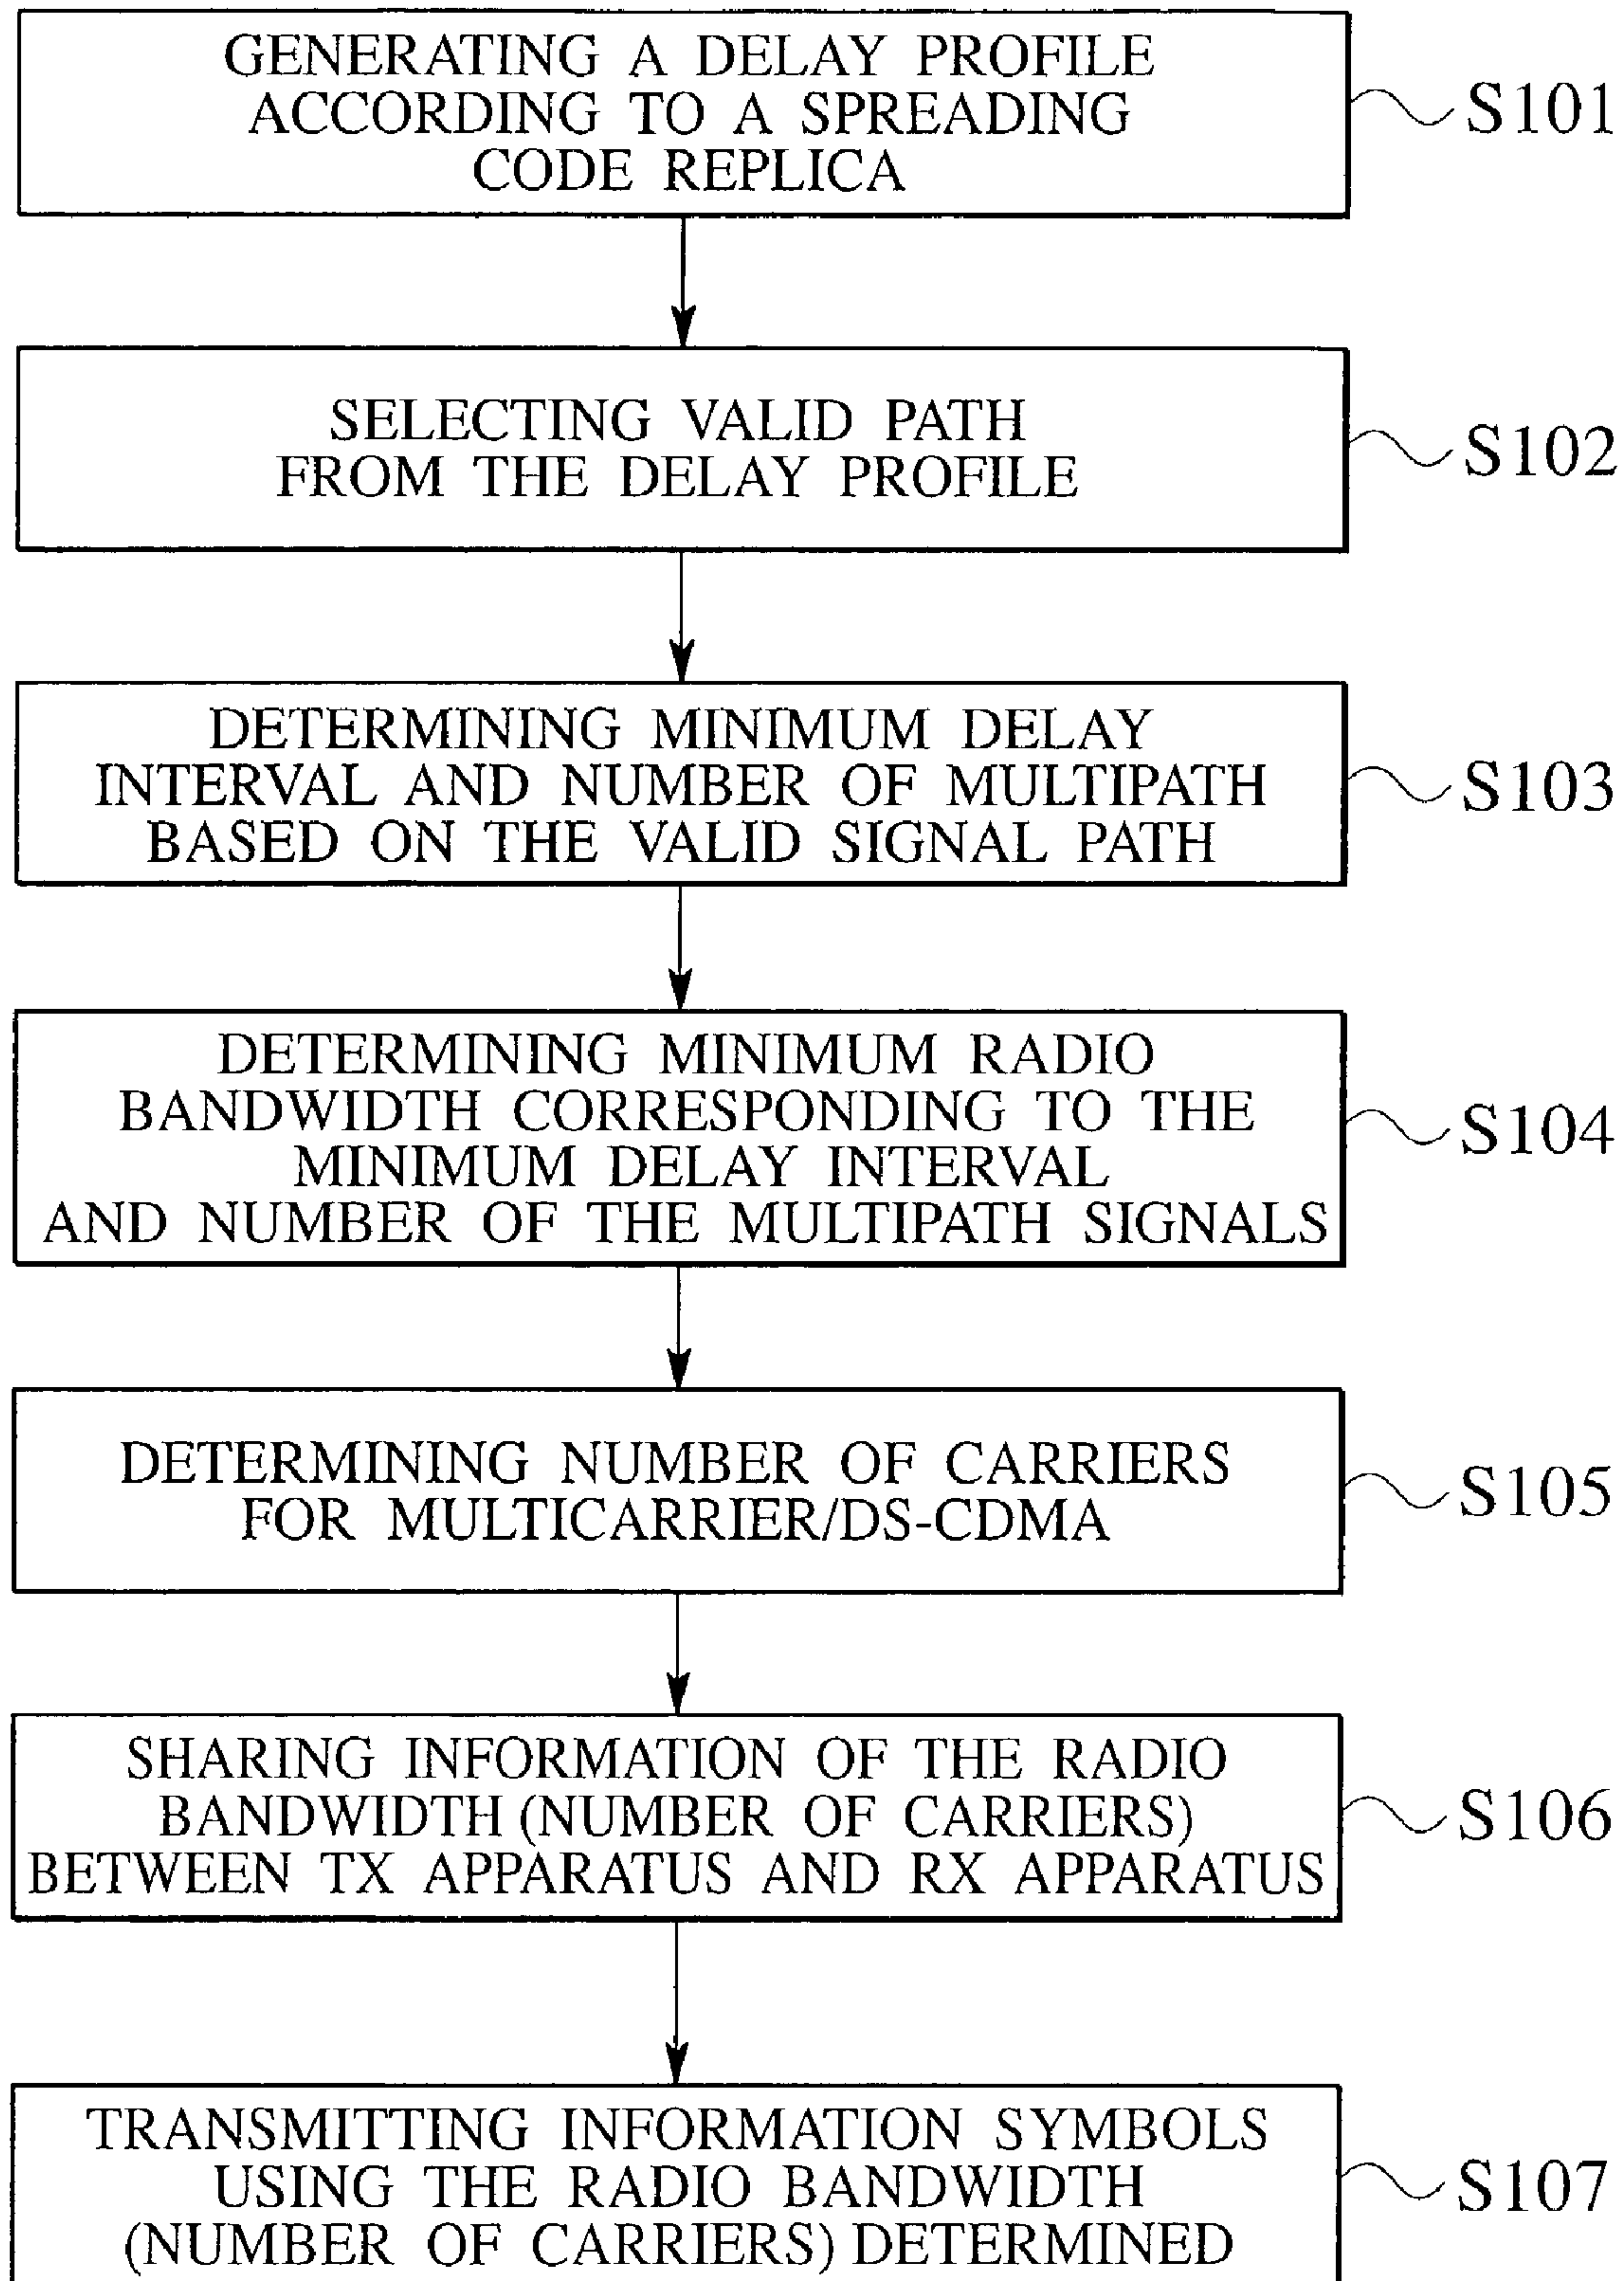 GENERATING A DELAY PROFILE
ACCORDING TO A SPREADING
CODE REPLICA
S101
SELECTING VALID PATH
FROM THE DELAY PROFILE
S102
DETERMINING MINIMUM DELAY
INTERVAL AND NUMBER OF MULTIPATH
BASED ON THE VALID SIGNAL PATH
S103
DETERMINING MINIMUM RADIO
BANDWIDTH CORRESPONDING TO THE
MINIMUM DELAY INTERVAL
AND NUMBER OF THE MULTIPATH SIGNALS
S104
DETERMINING NUMBER OF CARRIERS
FOR MULTICARRIER/DS-CDMA
S105
SHARING INFORMATION OF THE RADIO
BANDWIDTH (NUMBER OF CARRIERS)
BETWEEN TX APPARATUS AND RX APPARATUS
S106
TRANSMITTING INFORMATION SYMBOLS
USING THE RADIO BANDWIDTH
(NUMBER OF CARRIERS) DETERMINED
S107